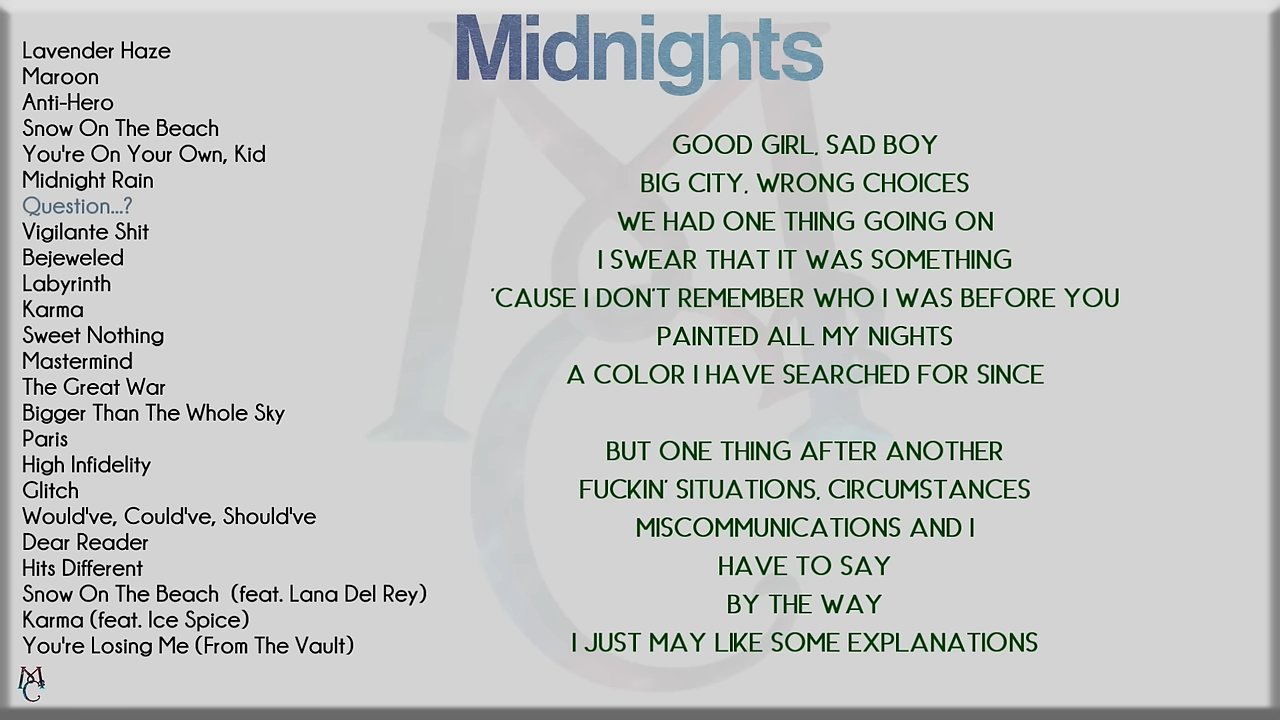 Midnights
Lavender Haze
Maroon
Anti-Hero
Snow On The Beach
You're On Your Own, Kid
Midnight Rain
Question...?
Vigilante Shit
Bejeweled
Labyrinth
Karma
Sweet Nothing
Mastermind
The Great War
Bigger Than The Whole Sky
Paris
High Infidelity
Glitch
Would've, Could've, Should've
Dear Reader
Hits Different
Snow On The Beach (feat. Lana Del Rey)
Karma (feat. Ice Spice)
You're Losing Me (From The Vault)
GOOD GIRL, SAD BOY
BIG CITY, WRONG CHOICES
WE HAD ONE THING GOING ON
I SWEAR THAT IT WAS SOMETHING
'CAUSE I DON'T REMEMBER WHO I WAS BEFORE YOU
PAINTED ALL MY NIGHTS
A COLOR I HAVE SEARCHED FOR SINCE
BUT ONE THING AFTER ANOTHER
FUCKIN' SITUATIONS, CIRCUMSTANCES
MISCOMMUNICATIONS AND I
HAVE TO SAY
BY THE WAY
I JUST MAY LIKE SOME EXPLANATIONS